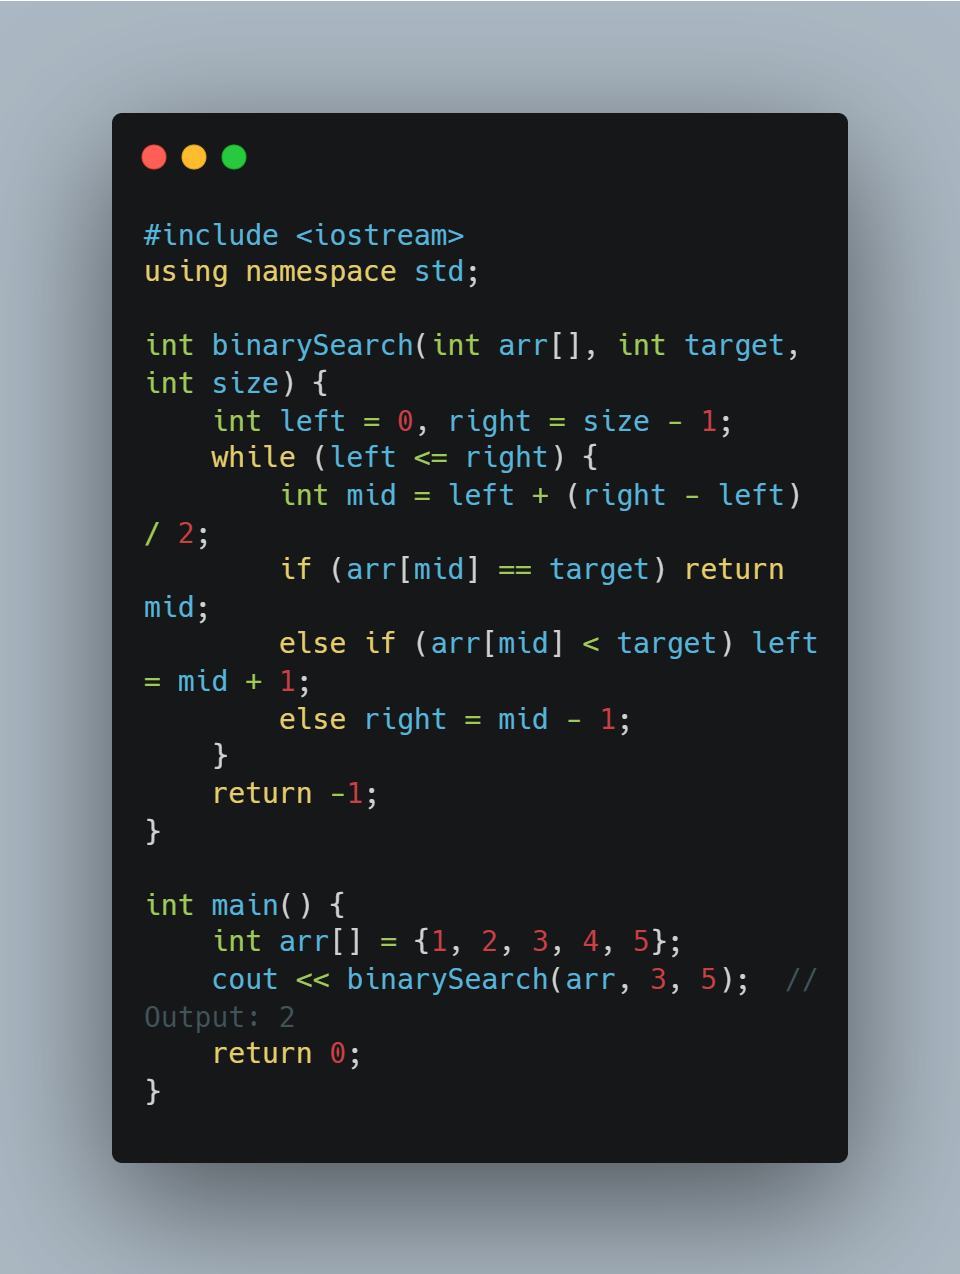 #include <iostream>
using namespace std;

int binarySearch(int arr[], int target,
int size) {
    int left = 0, right = size - 1;
    while (left <= right) {
        int mid = left + (right - left)
/ 2;
        if (arr[mid] == target) return
mid;
        else if (arr[mid] < target) left
= mid + 1;
        else right = mid - 1;
    }
    return -1;
}

int main() {
    int arr[] = {1, 2, 3, 4, 5};
    cout << binarySearch(arr, 3, 5);  //
Output: 2
    return 0;
}